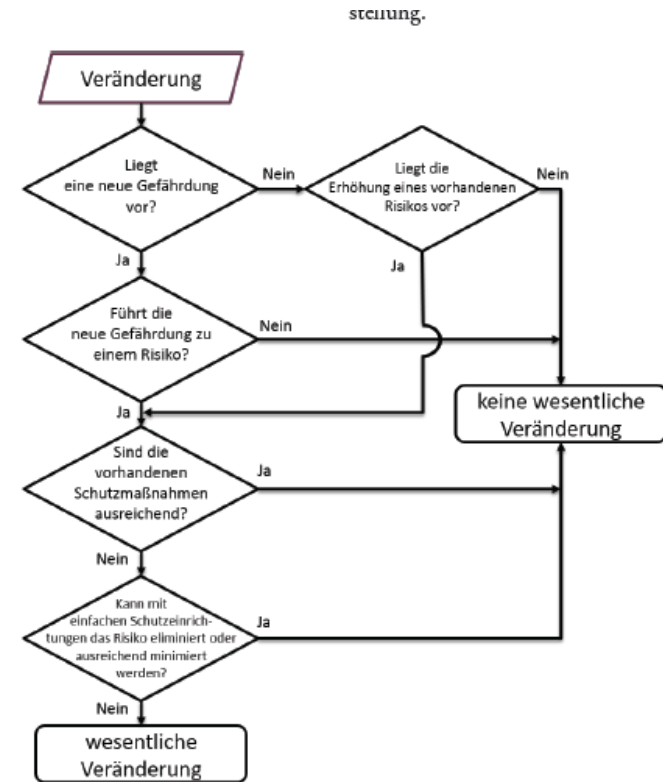 stellung.
Veränderung
Liegt
eine neue Gefährdung
vor?
Nein
Liegt die
Erhöhung eines vorhandenen
Risikos vor?
Nein
Ja
Ja
Führt die
neue Gefährdung zu
einem Risiko?
Nein
Ja
keine wesentliche
Veränderung
Sind die
vorhandenen
Schutzmaßnahmen
ausreichend?
Ja
Nein
Kann mit
einfachen Schutzeinrich-
tungen das Risiko eliminiert oder
ausreichend minimiert
werden?
Ja
Nein
wesentliche
Veränderung